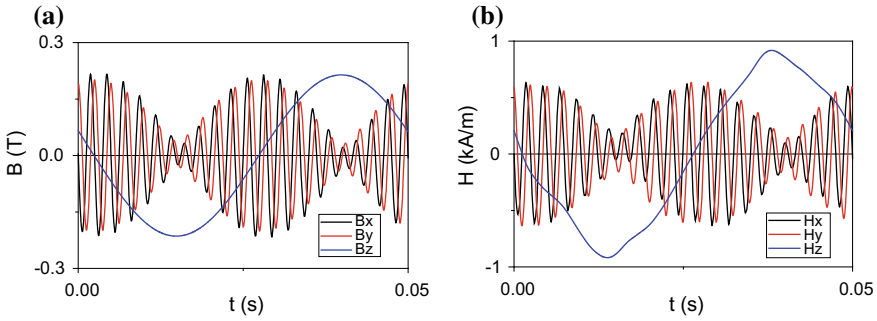 (a)
B (T)
0.3
0.0
-0.3
Bx
By
Bz
0.00
0.05
t (s)
(b)
H (kA/m)
1
0
-1
Hx
Hy
Hz
0.00
0.05
t (s)